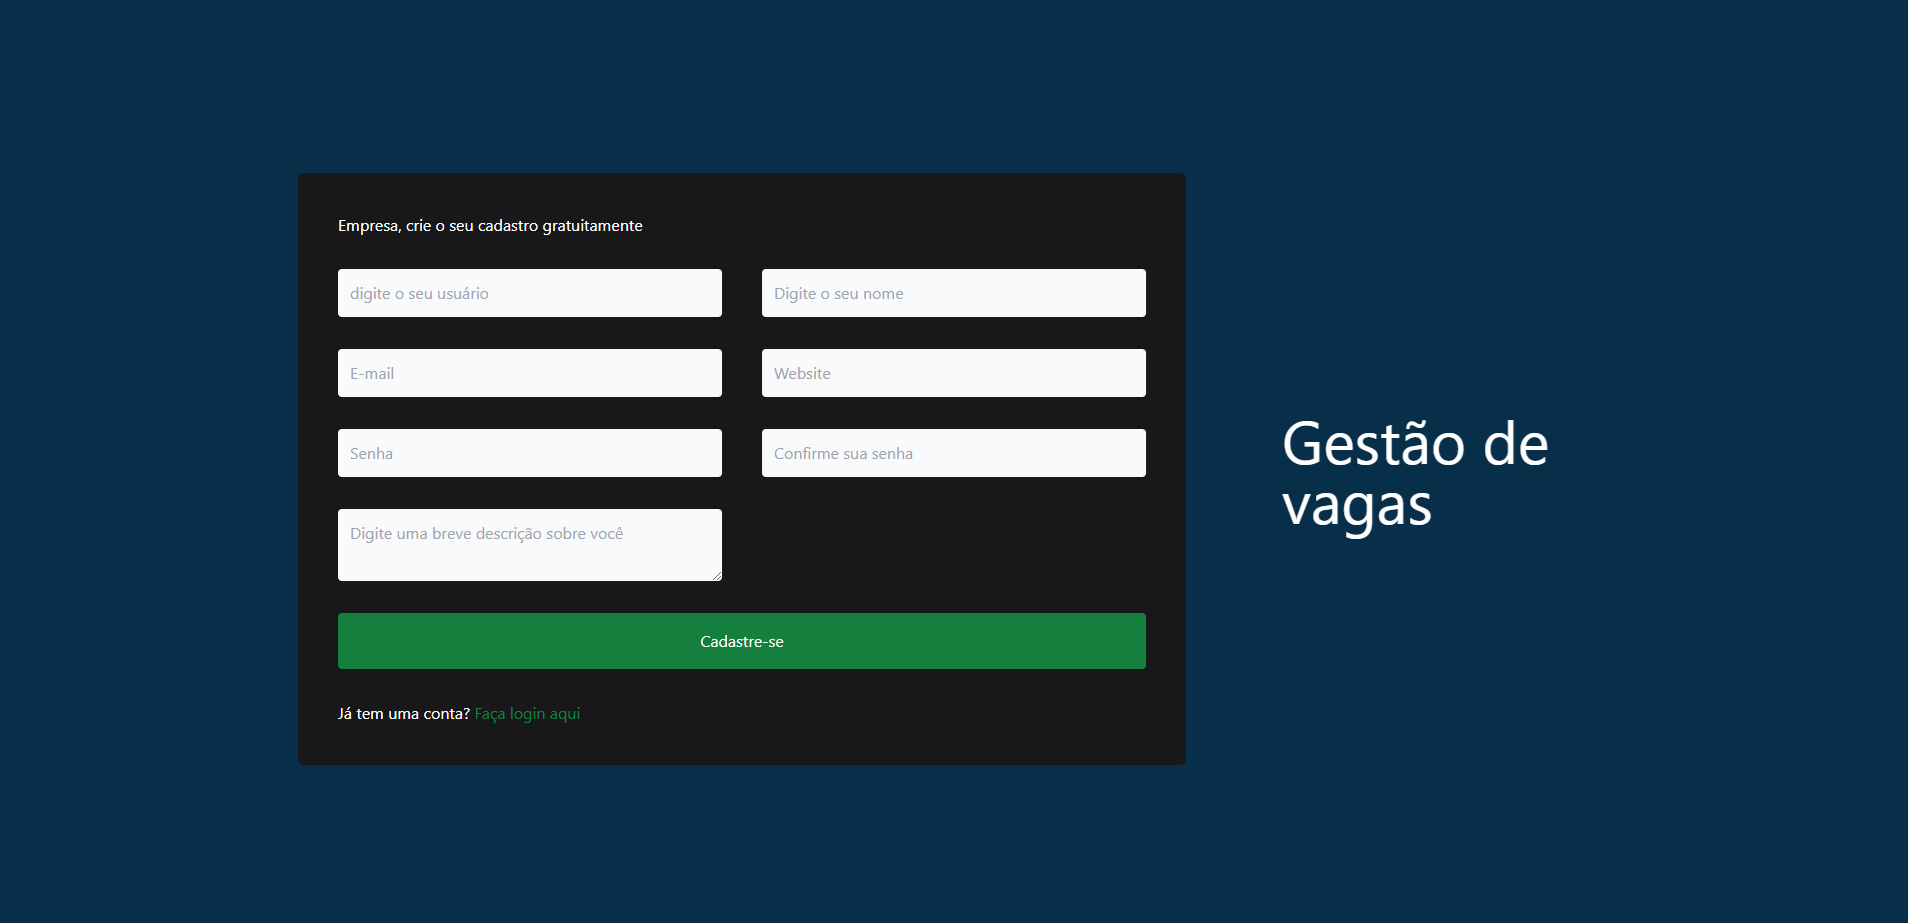 Empresa, crie o seu cadastro gratuitamente
digite o seu usuário
Digite o seu nome
E-mail
Website
Senha
Confirme sua senha
Digite uma breve descrição sobre você
Cadastre-se
Já tem uma conta? Faça login aqui
Gestão de
vagas